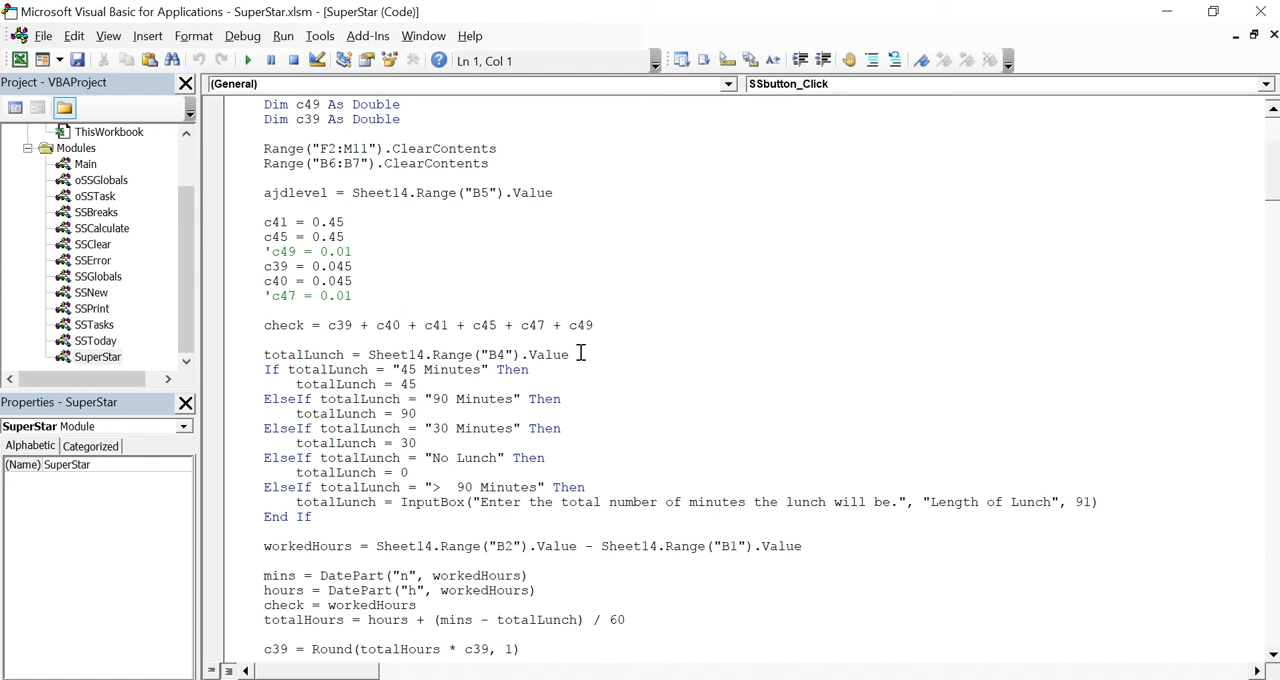 Microsoft Visual Basic for Applications - SuperStar.xlsm - [SuperStar (Code)]
File Edit View Insert Format Debug Run Tools Add-Ins Window Help
Ln 1, Col 1
Project - VBAProject
(General)
SSbutton_Click
ThisWorkbook
Modules
Main
oSSGlobals
oSSTask
SSBreaks
SSCalculate
SSClear
SSError
SSGlobals
SSNew
SSPrint
SSTasks
SSToday
SuperStar
Properties - SuperStar
SuperStar Module
Alphabetic Categorized
(Name) SuperStar
Dim c49 As Double
Dim c39 As Double
Range("F2:M11").ClearContents
Range("B6:B7").ClearContents
ajdlevel = Sheet14.Range("B5").Value
c41 = 0.45
c45 = 0.45
'c49 = 0.01
c39 = 0.045
c40 = 0.045
'c47 = 0.01
check = c39 + c40 + c41 + c45 + c47 + c49
totalLunch = Sheet14.Range("B4").Value
If totalLunch = "45 Minutes" Then
totalLunch = 45
ElseIf totalLunch = "90 Minutes" Then
totalLunch = 90
ElseIf totalLunch = "30 Minutes" Then
totalLunch = 30
ElseIf totalLunch = "No Lunch" Then
totalLunch = 0
ElseIf totalLunch = ">  90 Minutes" Then
totalLunch = InputBox("Enter the total number of minutes the lunch will be.", "Length of Lunch", 91)
End If
workedHours = Sheet14.Range("B2").Value - Sheet14.Range("B1").Value
mins = DatePart("n", workedHours)
hours = DatePart("h", workedHours)
check = workedHours
totalHours = hours + (mins - totalLunch) / 60
c39 = Round(totalHours * c39, 1)